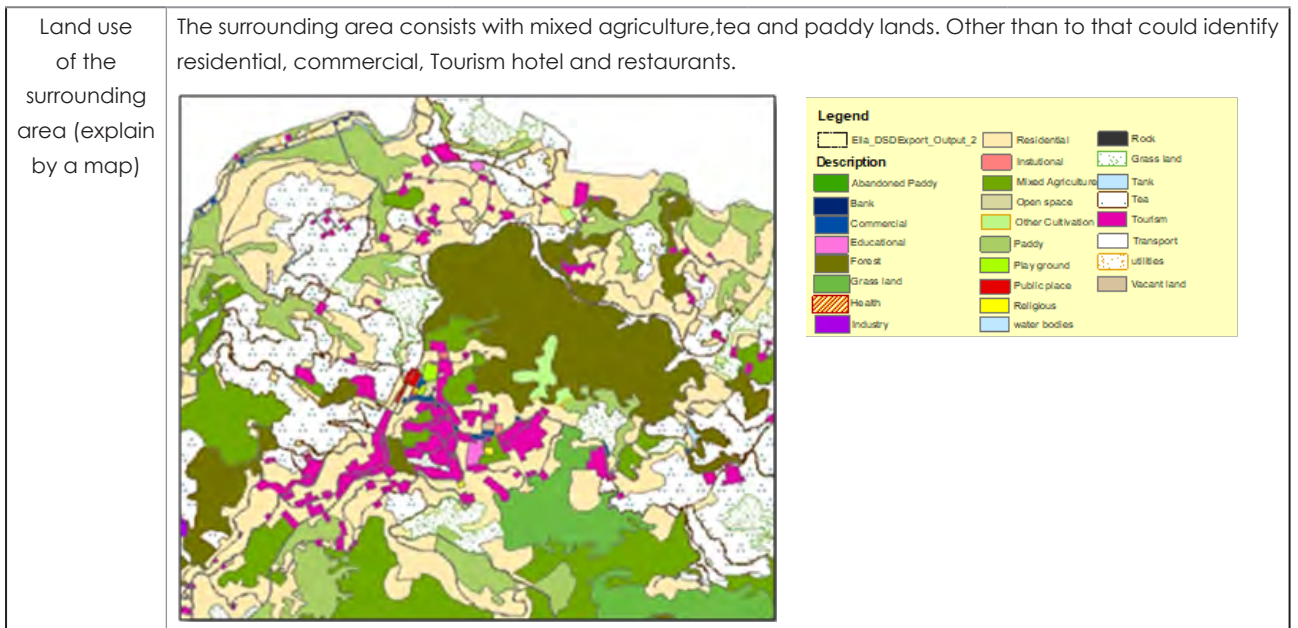 Land use
of the
surrounding
area (explain
by a map)
The surrounding area consists with mixed agriculture,tea and paddy lands. Other than to that could identify
residential, commercial, Tourism hotel and restaurants.
Legend
Ella_DSDExport_Output_2
Description
Abandoned Paddy
Bank
Commercial
Educational
Forest
Grass land
Health
Industry
Residential
Instutional
Mixed Agriculture
Open space
Other Cultivation
Paddy
Play ground
Public place
Religious
water bodies
Rock
Grass land
Tank
Tea
Tourism
Transport
utilities
Vacant land